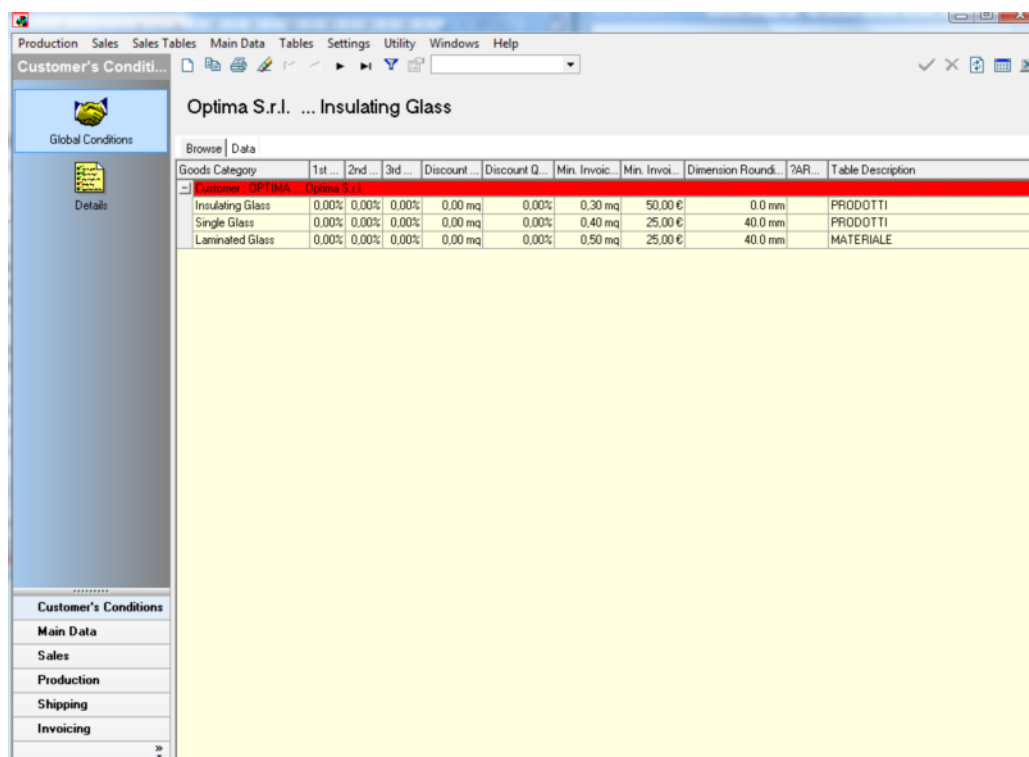 Production Sales Sales Tables Main Data Tables Settings Utility Windows Help
Customer's Conditi...
Optima S.r.l. ... Insulating Glass
Global Conditions
Details
Browse Data
Goods Category 1st ... 2nd ... 3rd ... Discount ... Discount Q... Min. Invoic... Min. Invoi... Dimension Roundi... ?AR... Table Description
Customer : OPTIMA ... Optima S.r.l.
Insulating Glass 0,00% 0,00% 0,00% 0,00 mq 0,00% 0,30 mq 50,00 € 0.0 mm PRODOTTI
Single Glass 0,00% 0,00% 0,00% 0,00 mq 0,00% 0,40 mq 25,00 € 40.0 mm PRODOTTI
Laminated Glass 0,00% 0,00% 0,00% 0,00 mq 0,00% 0,50 mq 25,00 € 40.0 mm MATERIALE
Customer's Conditions
Main Data
Sales
Production
Shipping
Invoicing